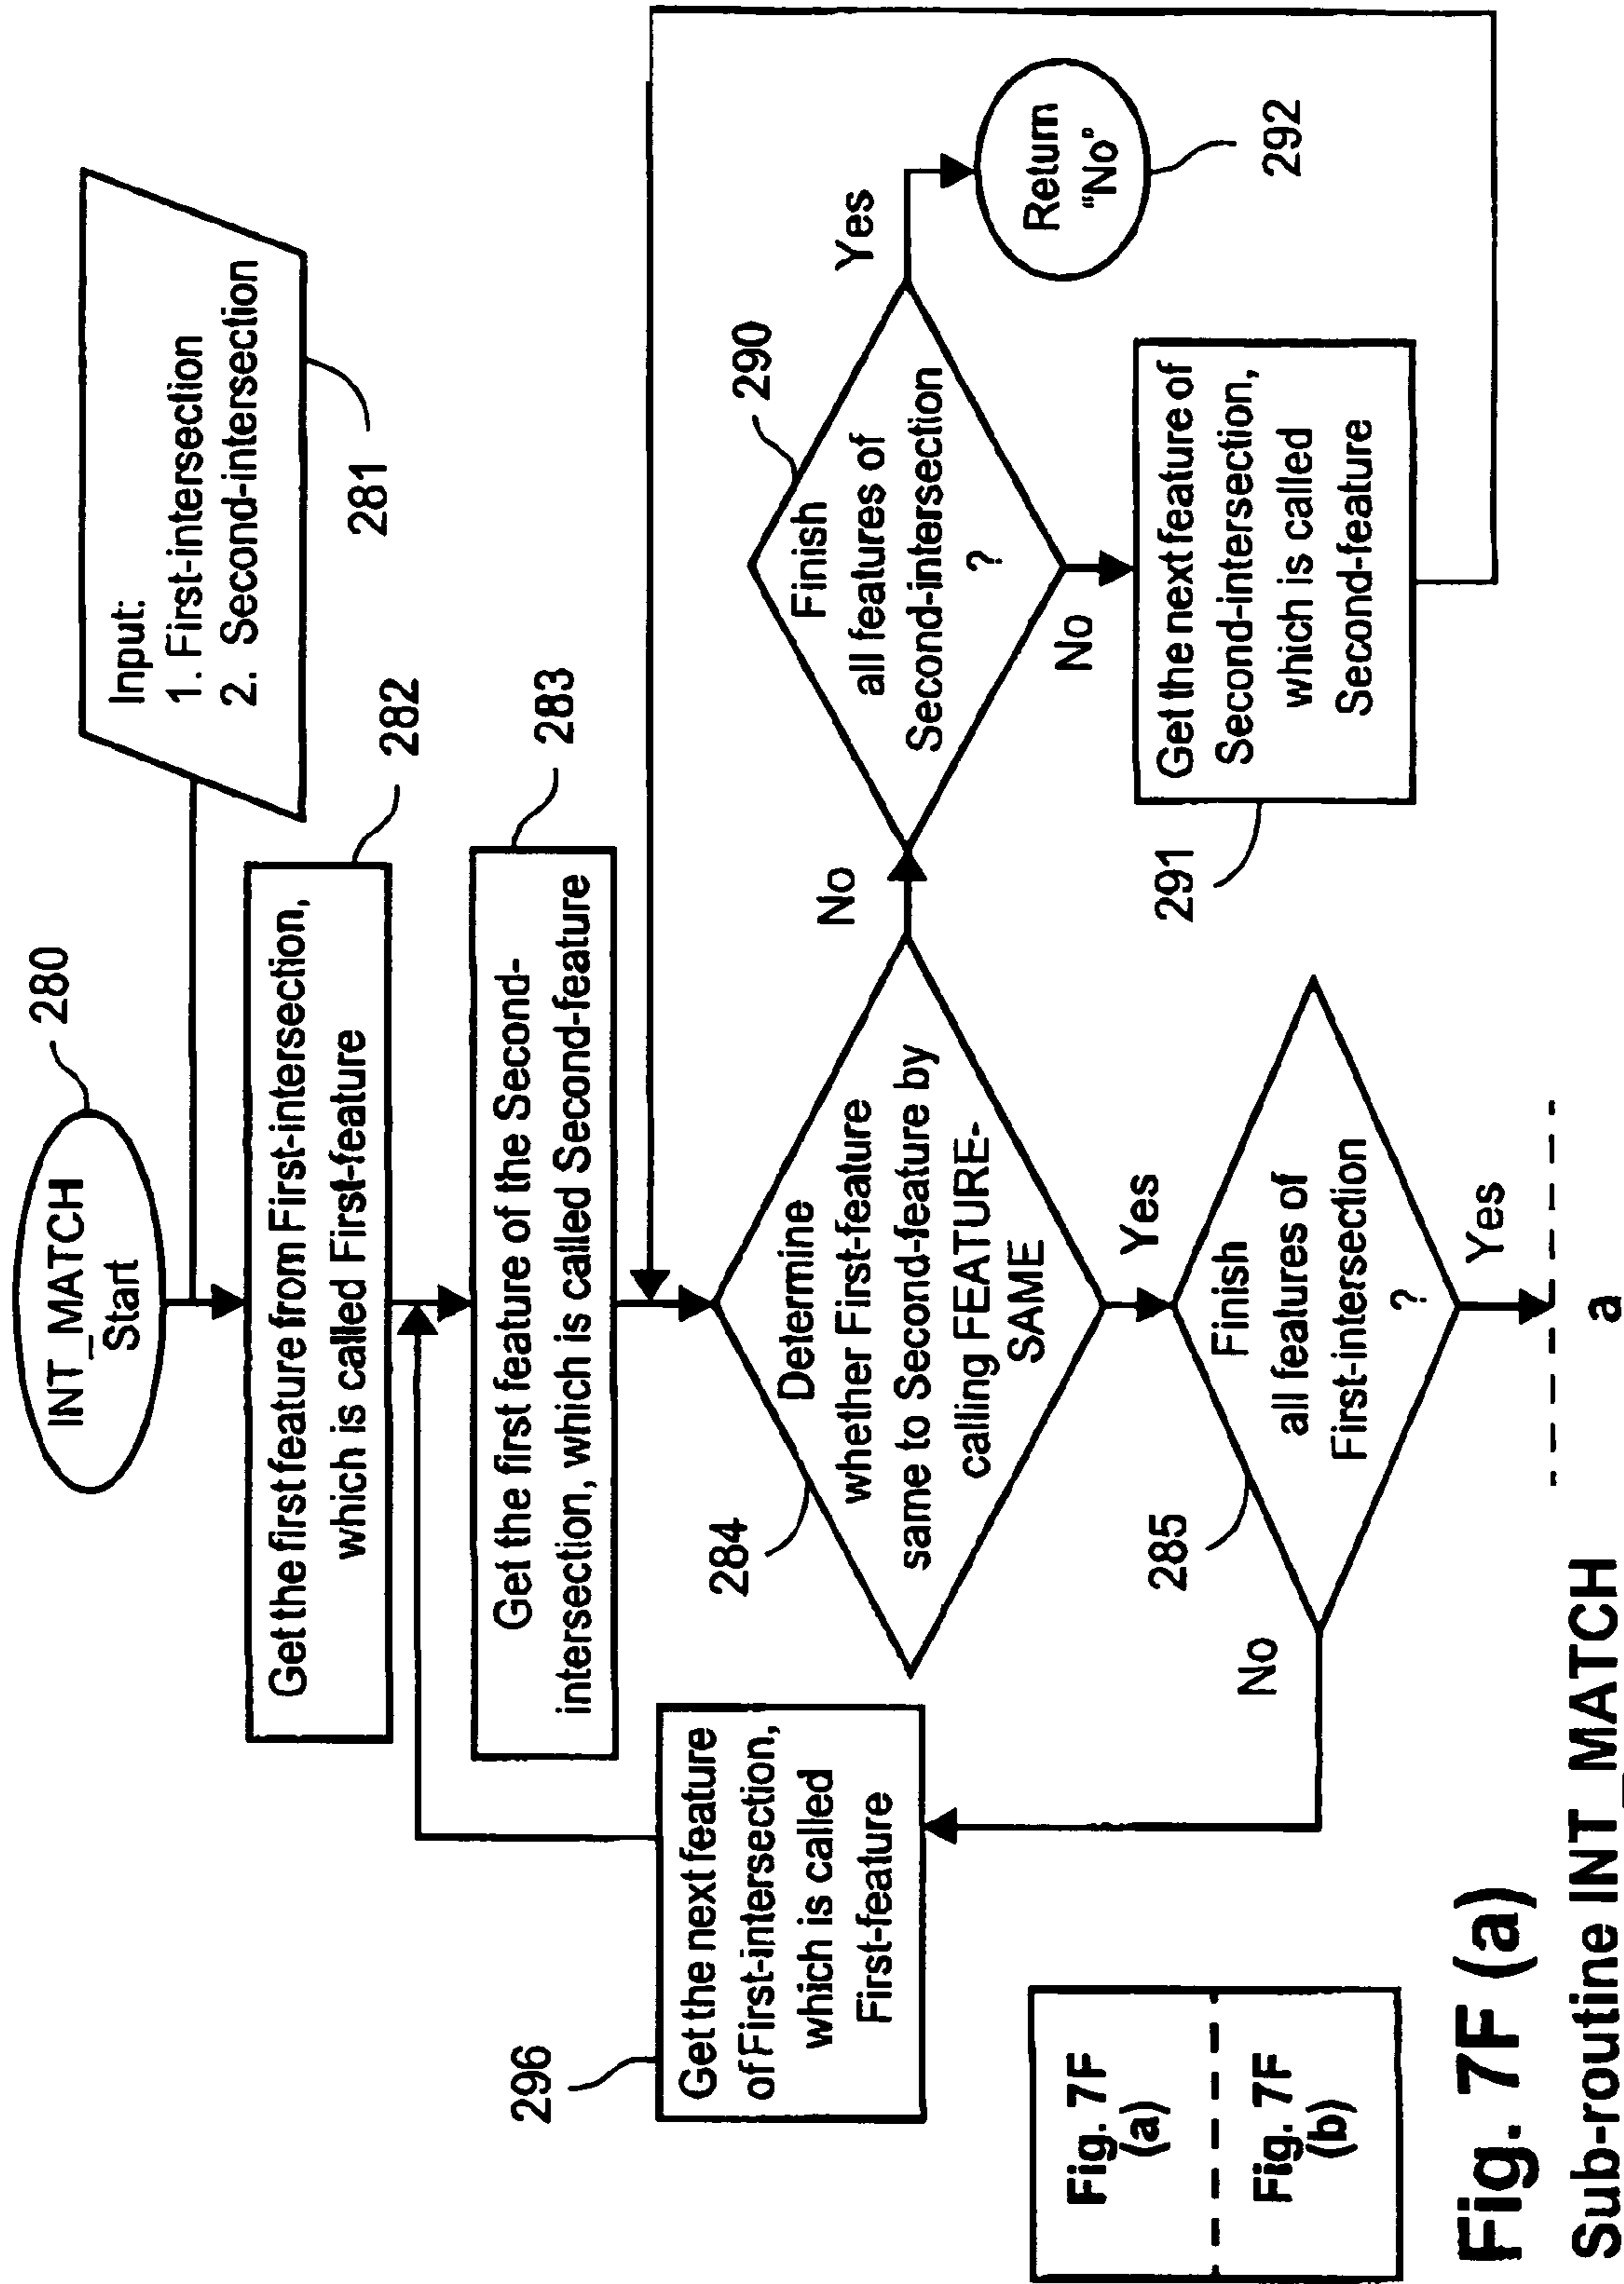 INT_MATCH
Start
280
Input:
1. First-intersection
2. Second-intersection
281
Get the first feature from First-intersection,
which is called First-feature
282
Get the first feature of the Second-
intersection, which is called Second-feature
283
Determine
whether First-feature
same to Second-feature by
calling FEATURE-
SAME
284
No
Yes
Finish
all features of
Second-intersection
?
290
Yes
Return
"No"
292
No
Get the next feature of
Second-intersection,
which is called
Second-feature
291
Finish
all features of
First-intersection
?
285
No
Yes
Get the next feature
of First-intersection,
which is called
First-feature
296
a
Fig. 7F
(a)
Fig. 7F
(b)
Fig. 7F (a)
Sub-routine INT_MATCH